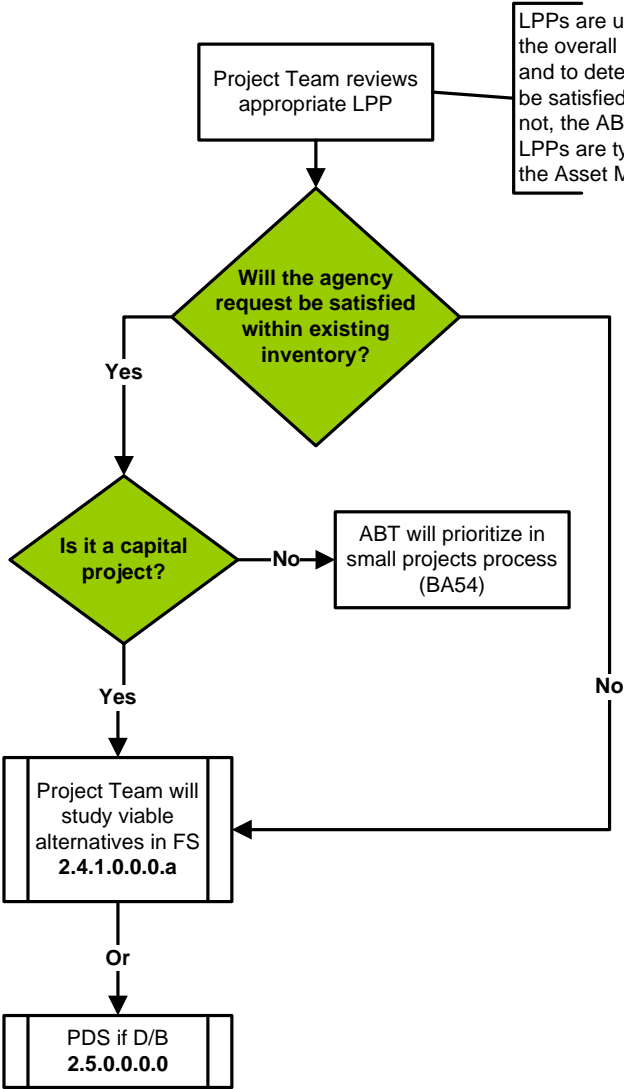 Project Team reviews
appropriate LPP
LPPs are
the overall
and to
be satisfied
not, the
LPPs are
the Asset
Will the agency
request be satisfied
within existing
inventory?
Yes
Is it a capital
project?
No
ABT will prioritize in
small projects process
(BA54)
Yes
No
Project Team will
study viable
alternatives in FS
2.4.1.0.0.0.a
Or
PDS if D/B
2.5.0.0.0.0